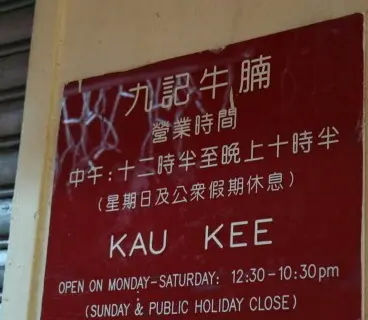 九記牛腩
營業時間
中午：十二時半至晚上十時半
（星期日及公衆假期休息）
KAU KEE
OPEN ON MONDAY-SATURDAY: 12:30-10:30pm
(SUNDAY & PUBLIC HOLIDAY CLOSE)